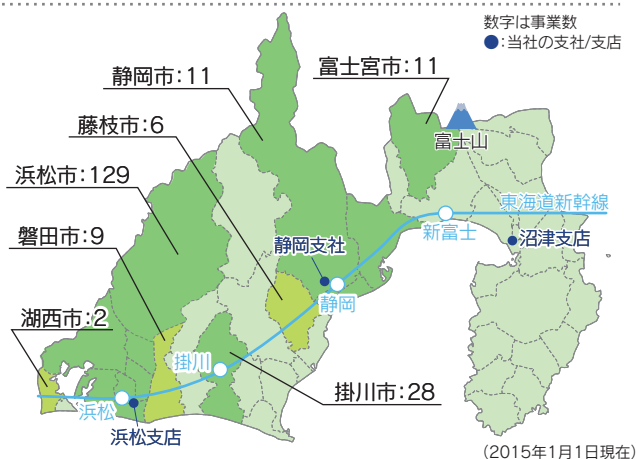 数字は事業数
●:当社の支社/支店
静岡市：11
富士宮市：11
藤枝市：6
富士山
浜松市：129
東海道新幹線
磐田市：9
新富士
沼津支店
静岡支社
静岡
湖西市：2
掛川
掛川市：28
浜松
浜松支店
（2015年1月1日現在）